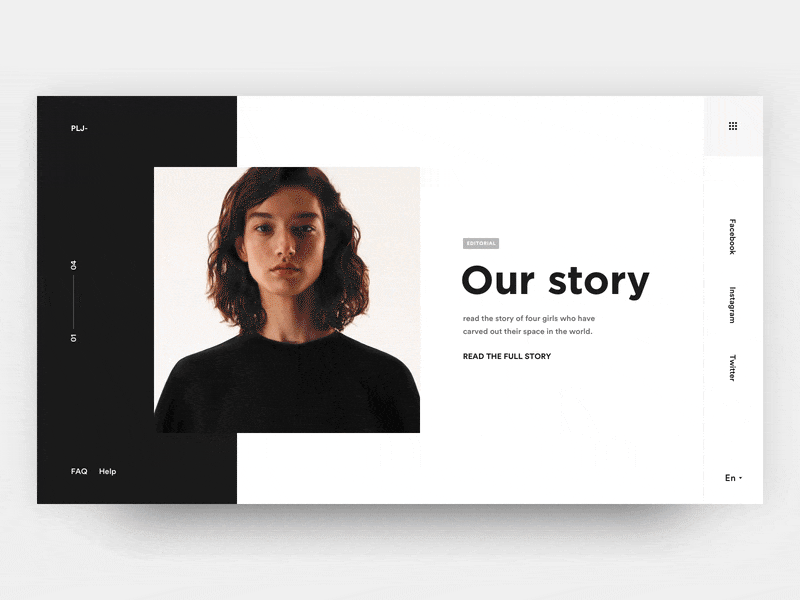 PLJ-
04
01
FAQ Help
EDITORIAL
Our story
read the story of four girls who have
carved out their space in the world.
READ THE FULL STORY
Facebook
Instagram
Twitter
En